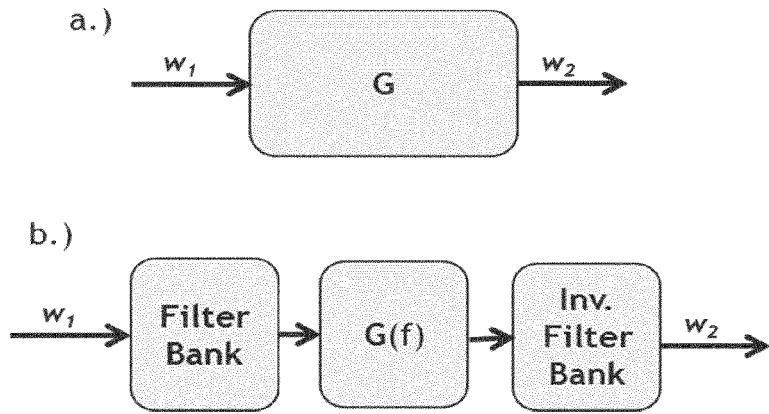 a.)
w₁
G
w₂
b.)
w₁
Filter
Bank
G(f)
Inv.
Filter
Bank
w₂